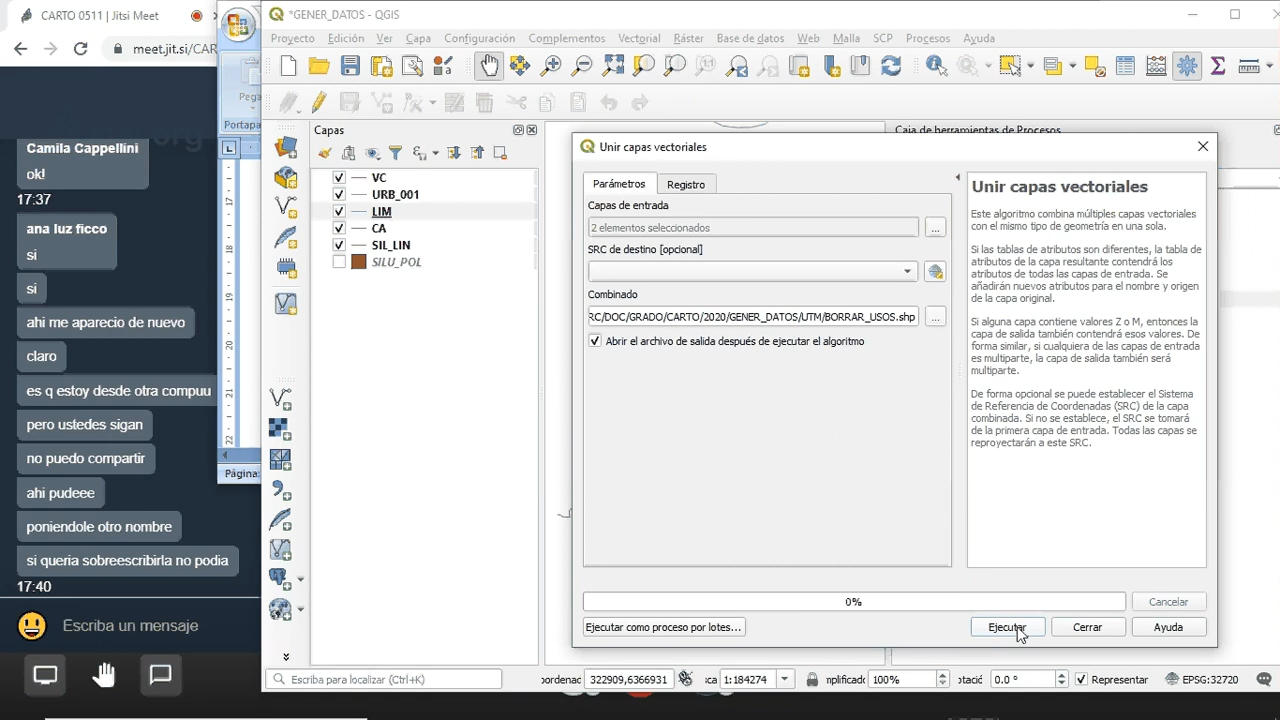 CARTO 0511 | Jitsi Meet
meet.jit.si/CAR
Camila Cappellini
ok!
17:37
ana luz ficco
si
si
ahi me aparecio de nuevo
claro
es q estoy desde otra compuu
pero ustedes sigan
no puedo compartir
ahi pudeee
poniendole otro nombre
si queria sobreescribirla no podia
17:40
Escriba un mensaje
Pega
Portapa
19
20
21
22
Página:
*GENER_DATOS - QGIS
Proyecto Edición Ver Capa Configuración Complementos Vectorial Ráster Base de datos Web Malla SCP Procesos Ayuda
Capas
VC
URB_001
LIM
CA
SIL_LIN
SILU_POL
Caja de herramientas de Procesos
Unir capas vectoriales
Parámetros Registro
Capas de entrada
2 elementos seleccionados
...
SRC de destino [opcional]
Combinado
RC/DOC/GRADO/CARTO/2020/GENER_DATOS/UTM/BORRAR_USOS.shp
...
Abrir el archivo de salida después de ejecutar el algoritmo
Unir capas vectoriales
Este algoritmo combina múltiples capas vectoriales
con el mismo tipo de geometría en una sola.
Si las tablas de atributos son diferentes, la tabla de
atributos de la capa resultante contendrá los
atributos de todas las capas de entrada. Se
añadirán nuevos atributos para el nombre y origen
de la capa original.
Si alguna capa contiene valores Z o M, entonces la
capa de salida también contendrá esos valores. De
forma similar, si cualquiera de las capas de entrada
es multiparte, la capa de salida también será
multiparte.
De forma opcional se puede establecer el Sistema
de Referencia de Coordenadas (SRC) de la capa
combinada. Si no se establece, el SRC se tomará
de la primera capa de entrada. Todas las capas se
reproyectarán a este SRC.
0%
Cancelar
Ejecutar como proceso por lotes...
Ejecutar
Cerrar
Ayuda
Escriba para localizar (Ctrl+K)
oordenac 322909,6366931
ıca 1:184274
ınplificado 100%
otació 0.0 °
Representar
EPSG:32720